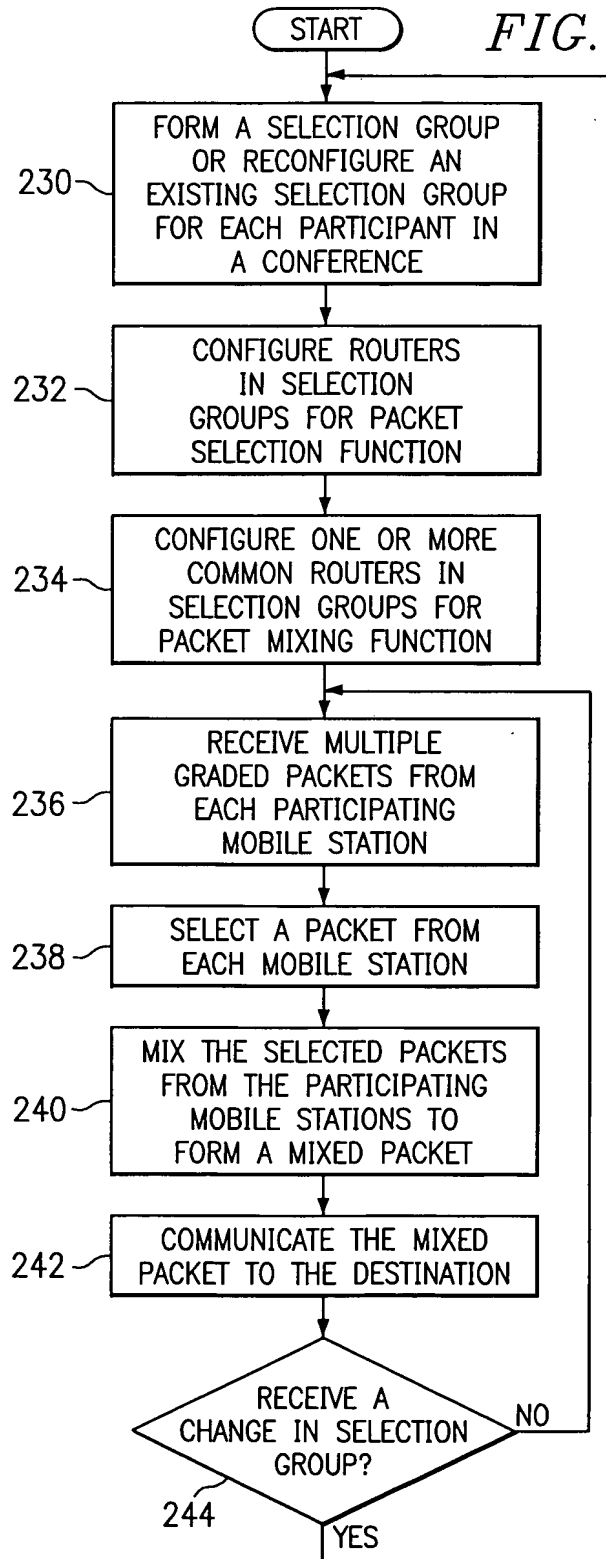 START
FIG.
230
FORM A SELECTION GROUP
OR RECONFIGURE AN
EXISTING SELECTION GROUP
FOR EACH PARTICIPANT IN
A CONFERENCE
232
CONFIGURE ROUTERS
IN SELECTION
GROUPS FOR PACKET
SELECTION FUNCTION
234
CONFIGURE ONE OR MORE
COMMON ROUTERS IN
SELECTION GROUPS FOR
PACKET MIXING FUNCTION
236
RECEIVE MULTIPLE
GRADED PACKETS FROM
EACH PARTICIPATING
MOBILE STATION
238
SELECT A PACKET FROM
EACH MOBILE STATION
240
MIX THE SELECTED PACKETS
FROM THE PARTICIPATING
MOBILE STATIONS TO
FORM A MIXED PACKET
242
COMMUNICATE THE MIXED
PACKET TO THE DESTINATION
RECEIVE A
CHANGE IN SELECTION
GROUP?
NO
244
YES